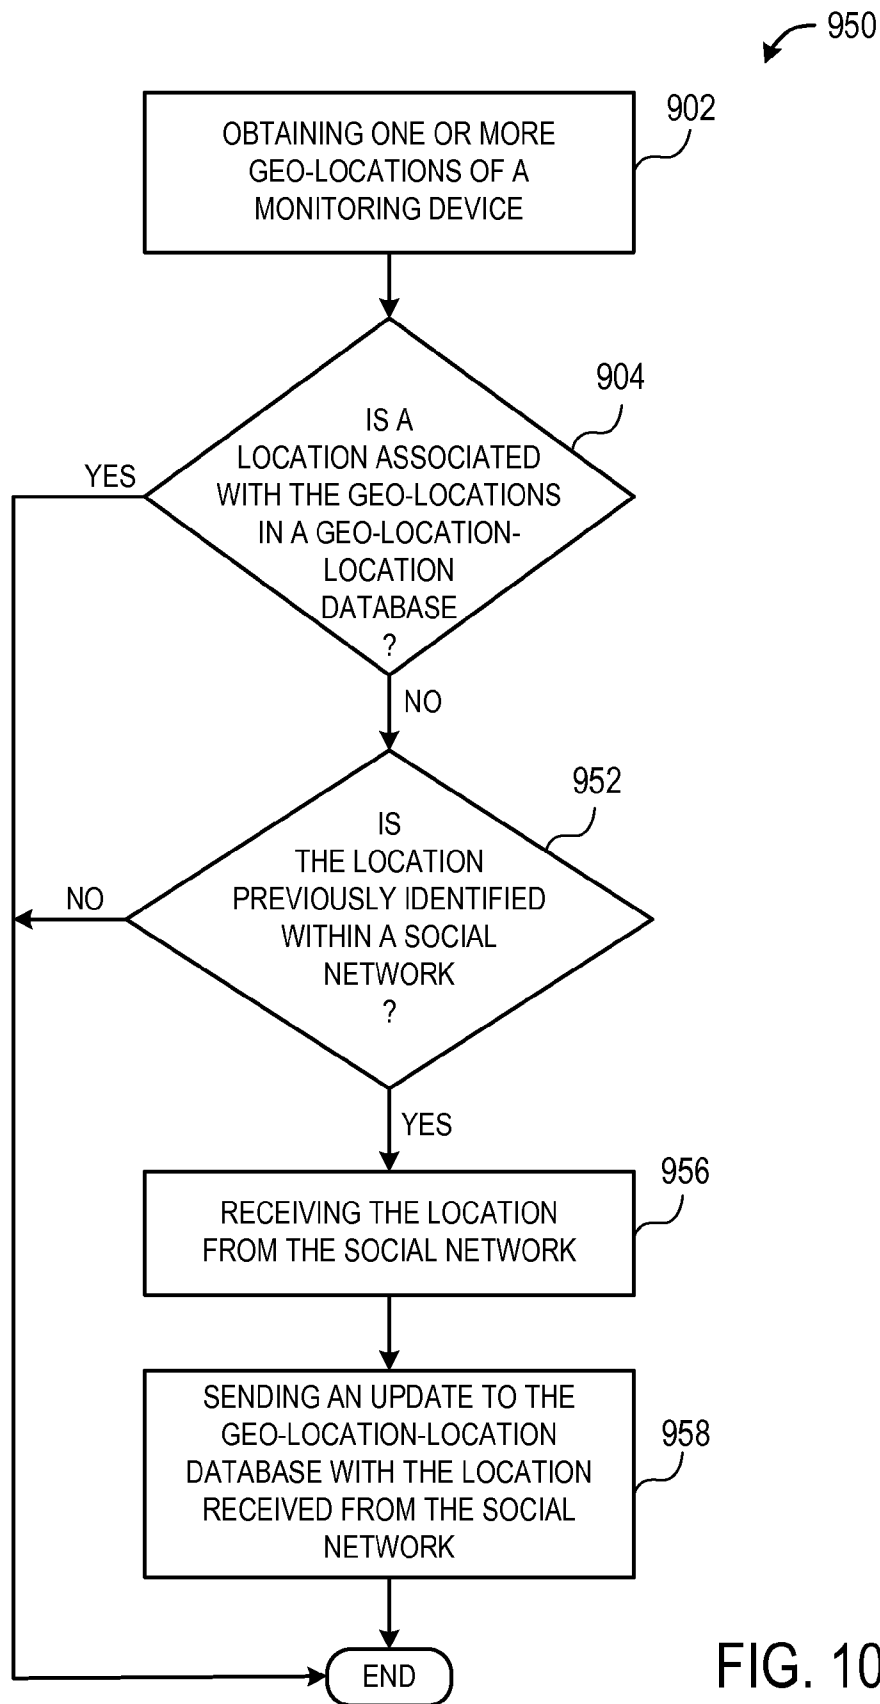 950
902
OBTAINING ONE OR MORE
GEO-LOCATIONS OF A
MONITORING DEVICE
904
IS A
LOCATION ASSOCIATED
WITH THE GEO-LOCATIONS
IN A GEO-LOCATION-
LOCATION
DATABASE
?
YES
NO
952
IS
THE LOCATION
PREVIOUSLY IDENTIFIED
WITHIN A SOCIAL
NETWORK
?
NO
YES
956
RECEIVING THE LOCATION
FROM THE SOCIAL NETWORK
958
SENDING AN UPDATE TO THE
GEO-LOCATION-LOCATION
DATABASE WITH THE LOCATION
RECEIVED FROM THE SOCIAL
NETWORK
END
FIG. 10